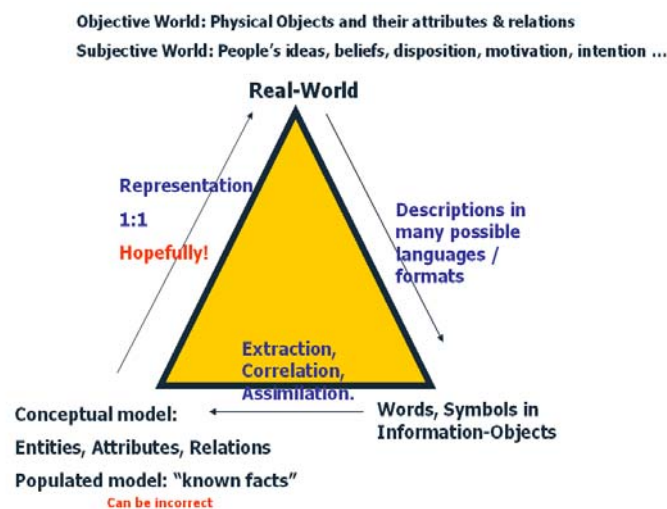 Objective World: Physical Objects and their attributes & relations
Subjective World: People's ideas, beliefs, disposition, motivation, intention ...
Real-World
Representation
1:1
Hopefully!
Descriptions in
many possible
languages /
formats
Extraction,
Correlation,
Assimilation.
Conceptual model:
Entities, Attributes, Relations
Populated model: “known facts”
Can be incorrect
Words, Symbols in
Information-Objects